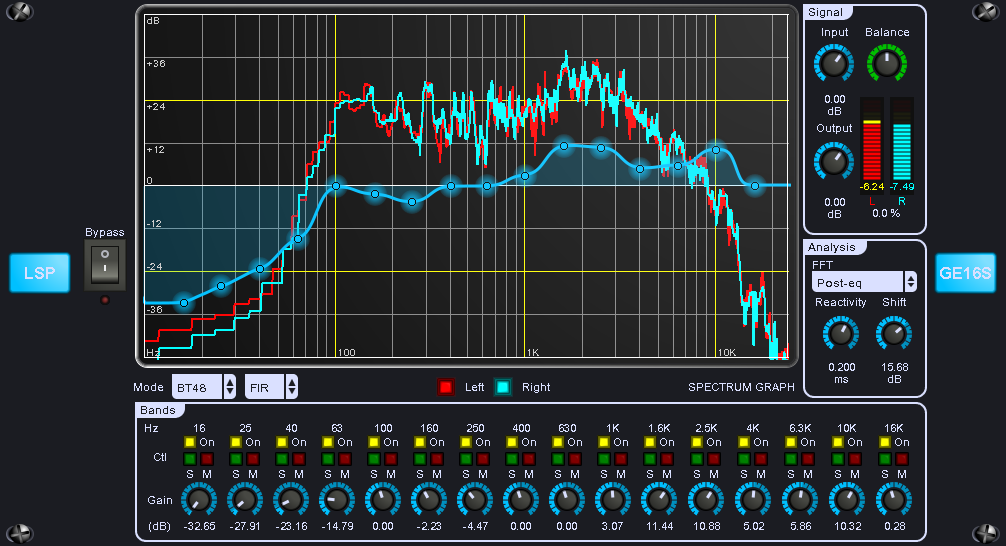 dB
+36
+24
+12
0
-12
-24
-36
Hz 100 1K 10K
Signal
Input Balance
0.00
dB
Output
0.00
dB
-6.24 -7.49
L R
0.0 %
Bypass
LSP
GE16S
Analysis
FFT
Post-eq
Reactivity Shift
0.200 15.68
ms dB
Mode BT48 FIR Left Right SPECTRUM GRAPH
Bands
Hz 16 25 40 63 100 160 250 400 630 1K 1.6K 2.5K 4K 6.3K 10K 16K
On On On On On On On On On On On On On On On On
Ctl
S M S M S M S M S M S M S M S M S M S M S M S M S M S M S M S M
Gain
(dB) -32.65 -27.91 -23.16 -14.79 0.00 -2.23 -4.47 0.00 0.00 3.07 11.44 10.88 5.02 5.86 10.32 0.28